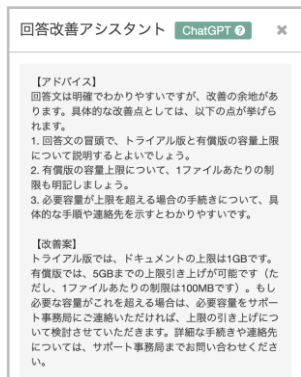 回答改善アシスタント ChatGPT ? ×
【アドバイス】
回答文は明確でわかりやすいですが、改善の余地があ
ります。具体的な改善点としては、以下の点が挙げら
れます。
1. 回答文の冒頭で、トライアル版と有償版の容量上限
について説明するとよいでしょう。
2. 有償版の容量上限について、1ファイルあたりの制
限も明記しましょう。
3. 必要容量が上限を超える場合の手続きについて、具
体的な手順や連絡先を示すとわかりやすいです。
【改善案】
トライアル版では、ドキュメントの上限は1GBです。
有償版では、5GBまでの上限引き上げが可能です（た
だし、1ファイルあたりの制限は100MBです）。もし
必要な容量がこれを超える場合は、必要容量をサポー
ト事務局にご連絡いただければ、上限の引き上げにつ
いて検討させていただきます。詳細な手続きや連絡先
については、サポート事務局までお問い合わせくださ
い。